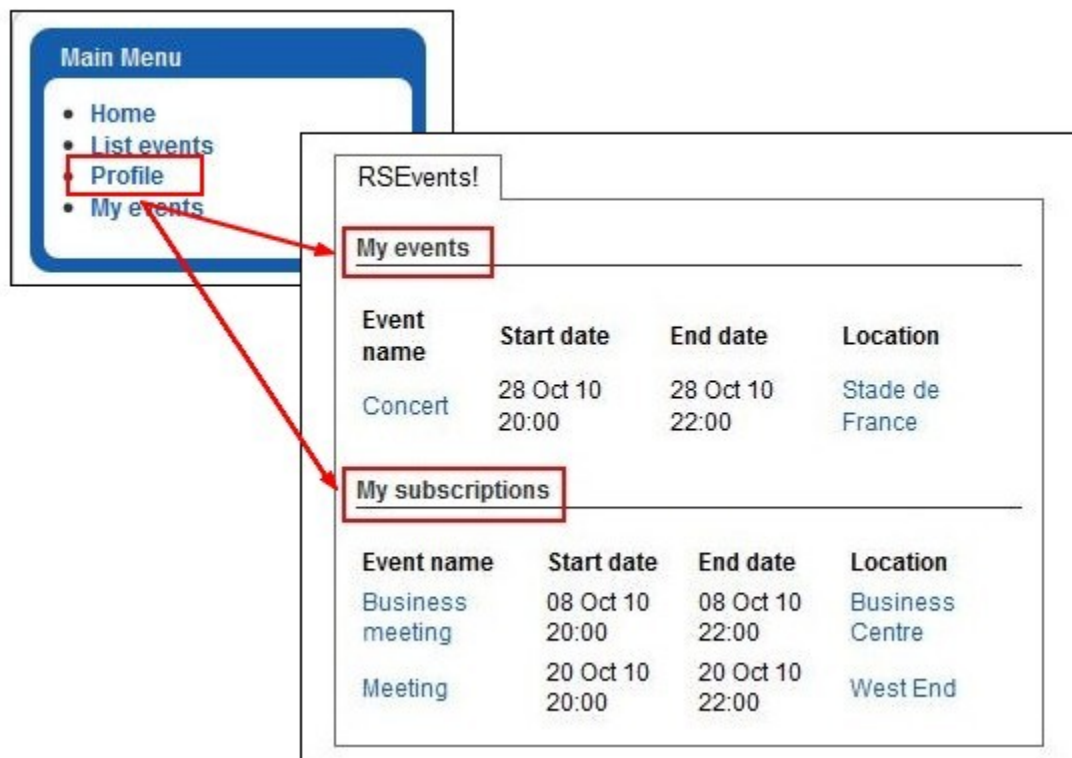 Main Menu
Home
List events
Profile
My events
RSEvents!
My events
Event name Start date End date Location
Concert 28 Oct 10 20:00 28 Oct 10 22:00 Stade de France
My subscriptions
Event name Start date End date Location
Business meeting 08 Oct 10 20:00 08 Oct 10 22:00 Business Centre
Meeting 20 Oct 10 20:00 20 Oct 10 22:00 West End